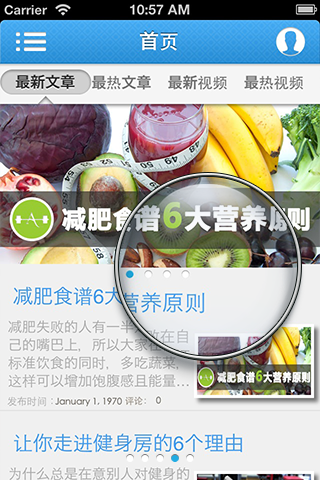 Carrier 10:57 AM
首页
最新文章 最热文章 最新视频 最热视频
减肥食谱6大营养原则
减肥食谱6大营养原则
减肥失败的人有一半失败在自
己的嘴巴上，所以大家在
标准饮食的同时，多吃蔬菜，
这样可以增加饱腹感且能量...
发布时间：January 1, 1970 评论： 0
减肥食谱6大营养原则
让你走进健身房的6个理由
为什么总是在意别人对健身的